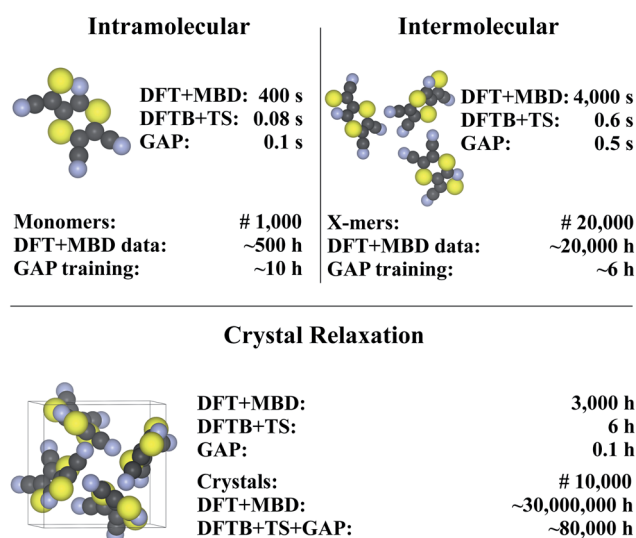 Intramolecular
DFT+MBD: 400 s
DFTB+TS: 0.08 s
GAP: 0.1 s
Monomers: # 1,000
DFT+MBD data: ~500 h
GAP training: ~10 h
Intermolecular
DFT+MBD: 4,000 s
DFTB+TS: 0.6 s
GAP: 0.5 s
X-mers: # 20,000
DFT+MBD data: ~20,000 h
GAP training: ~6 h
Crystal Relaxation
DFT+MBD: 3,000 h
DFTB+TS: 6 h
GAP: 0.1 h
Crystals: # 10,000
DFT+MBD: ~30,000,000 h
DFTB+TS+GAP: ~80,000 h